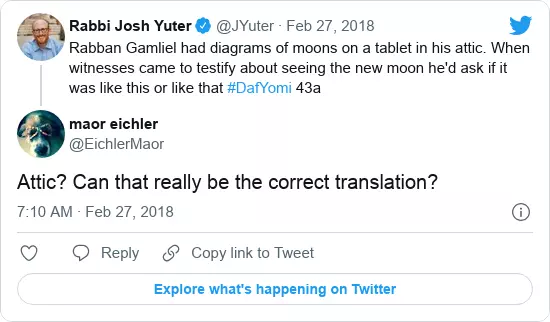 Rabbi Josh Yuter @JYuter · Feb 27, 2018
Rabban Gamliel had diagrams of moons on a tablet in his attic. When
witnesses came to testify about seeing the new moon he'd ask if it
was like this or like that #DafYomi 43a
maor eichler
@EichlerMaor
Attic? Can that really be the correct translation?
7:10 AM · Feb 27, 2018
Reply
Copy link to Tweet
Explore what's happening on Twitter